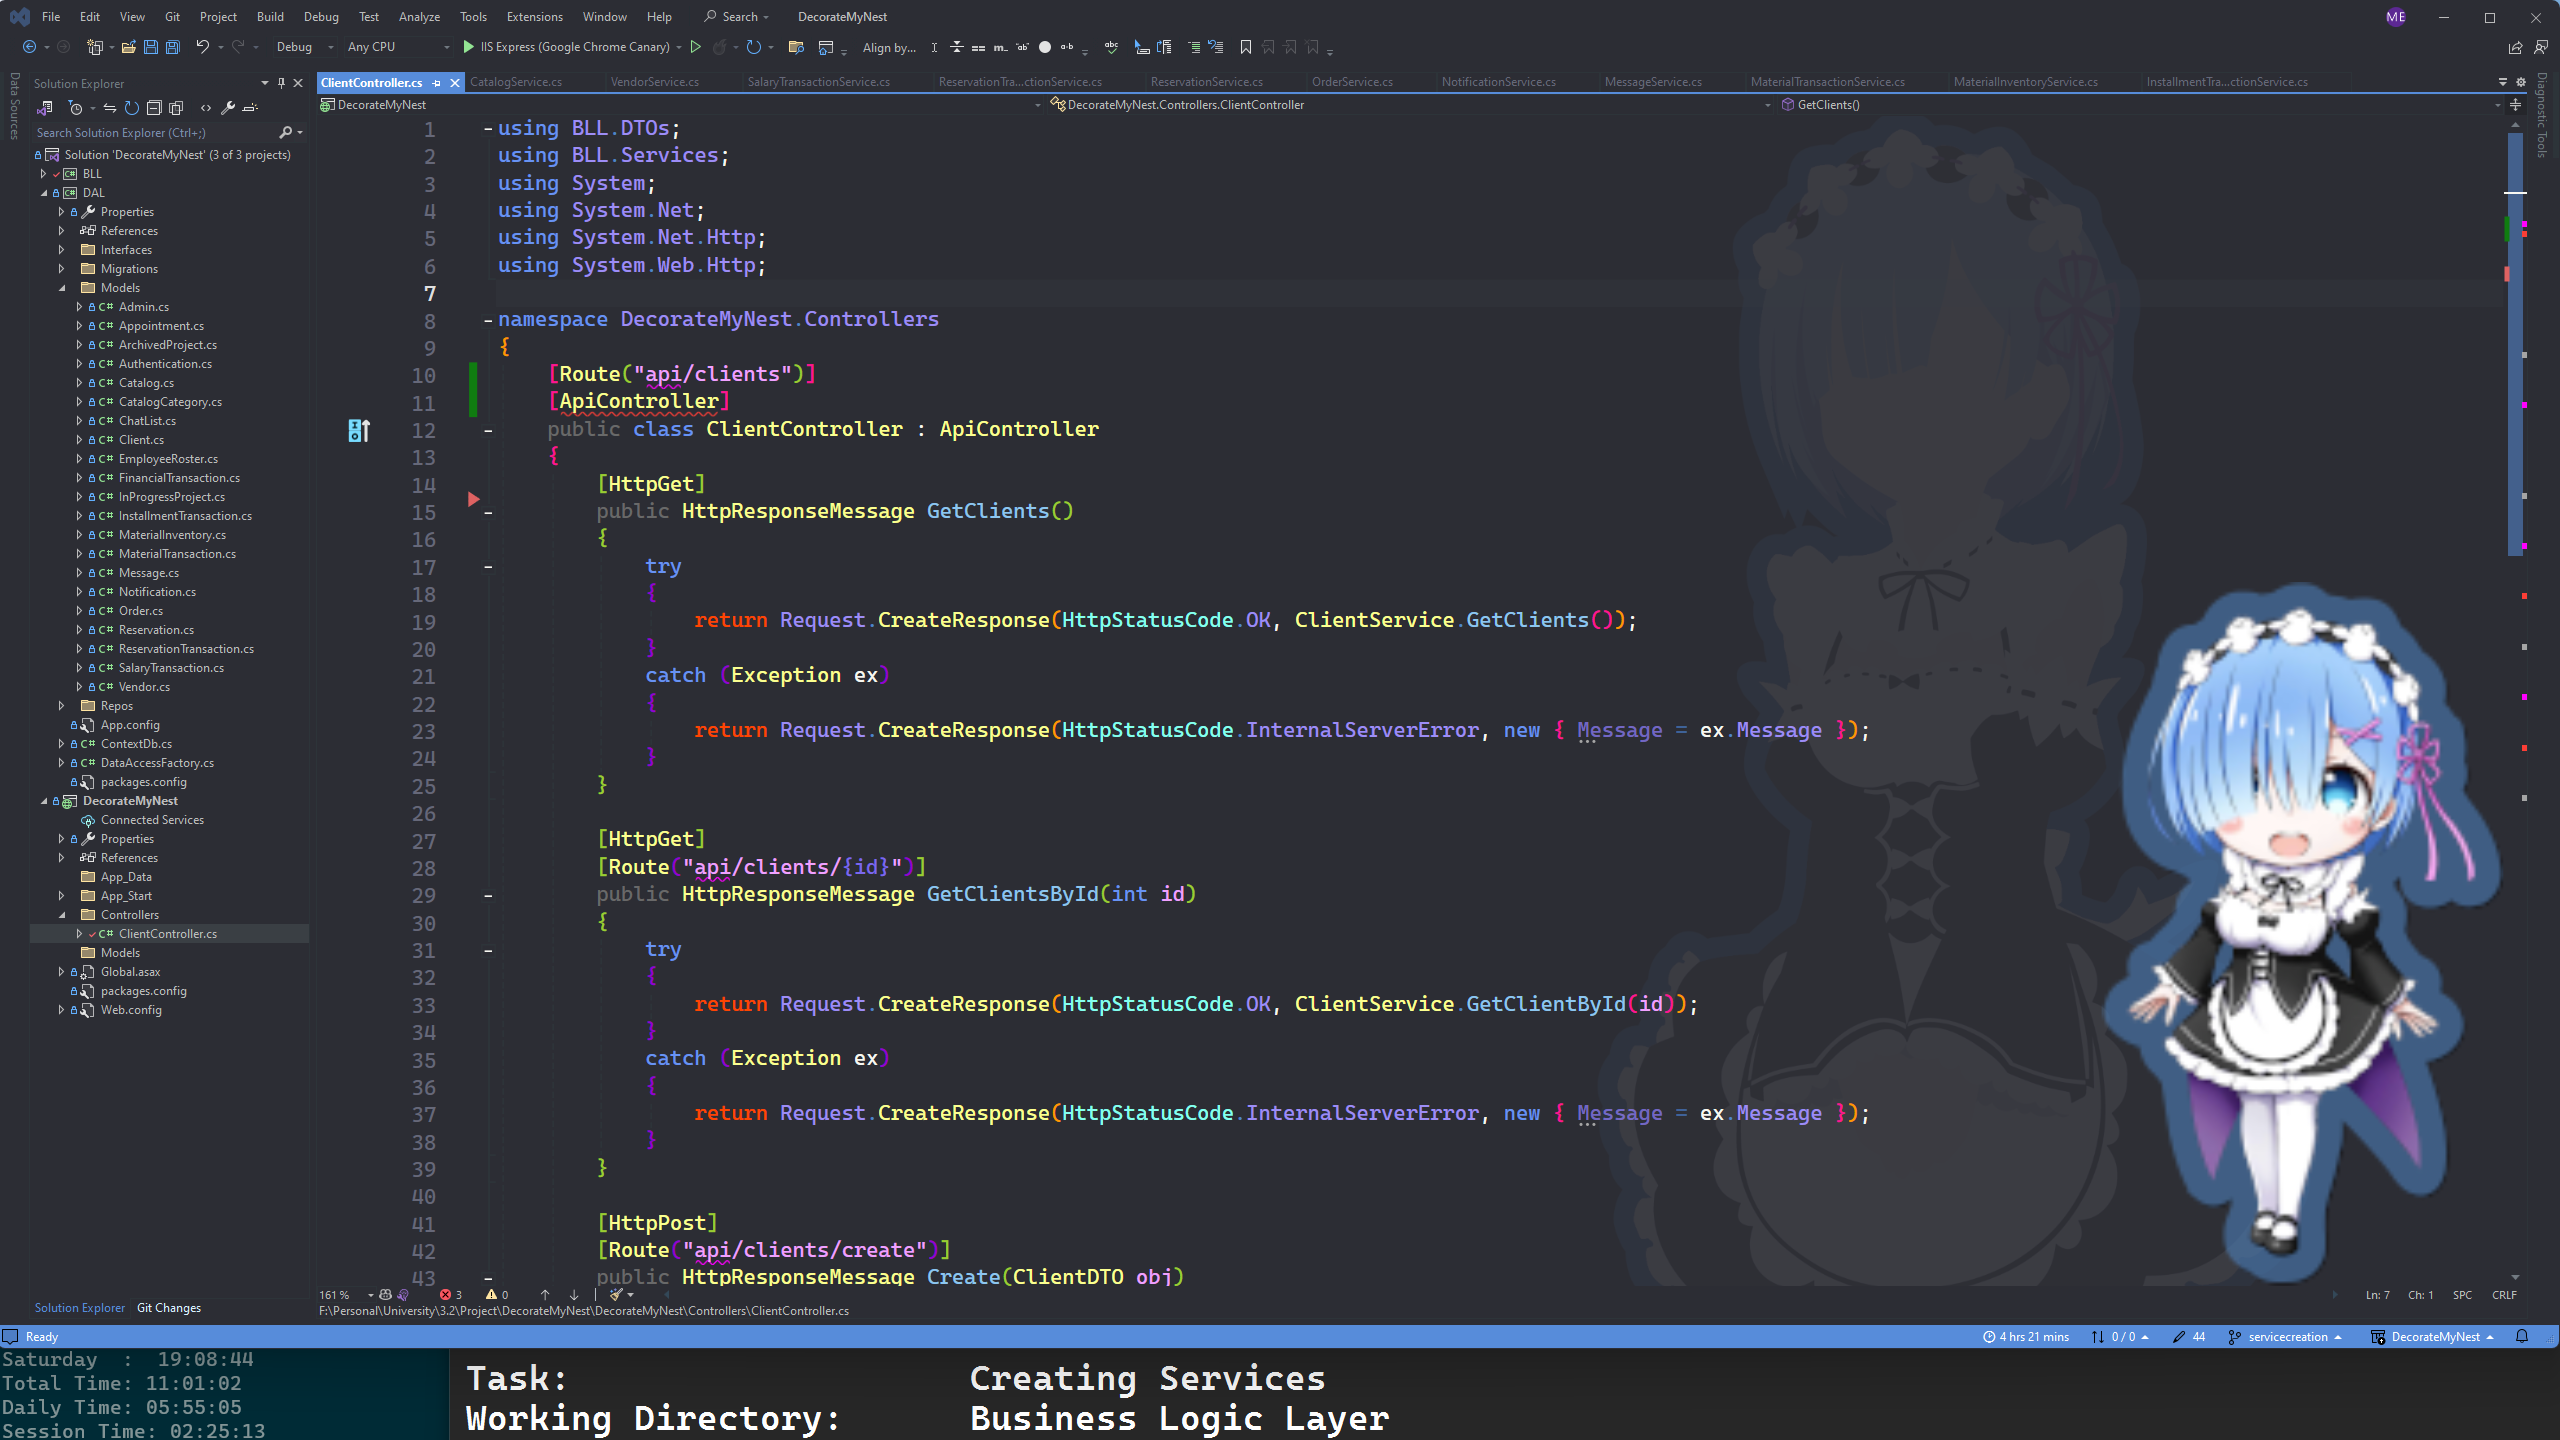 File Edit View Git Project Build Debug Test Analyze Tools Extensions Window Help Search DecorateMyNest ME
Debug Any CPU IIS Express (Google Chrome Canary) Align by...
Data Sources
Solution Explorer
Search Solution Explorer (Ctrl+;)
Solution 'DecorateMyNest' (3 of 3 projects)
BLL
DAL
Properties
References
Interfaces
Migrations
Models
C# Admin.cs
C# Appointment.cs
C# ArchivedProject.cs
C# Authentication.cs
C# Catalog.cs
C# CatalogCategory.cs
C# ChatList.cs
C# Client.cs
C# EmployeeRoster.cs
C# FinancialTransaction.cs
C# InProgressProject.cs
C# InstallmentTransaction.cs
C# MaterialInventory.cs
C# MaterialTransaction.cs
C# Message.cs
C# Notification.cs
C# Order.cs
C# Reservation.cs
C# ReservationTransaction.cs
C# SalaryTransaction.cs
C# Vendor.cs
Repos
App.config
C# ContextDb.cs
C# DataAccessFactory.cs
packages.config
DecorateMyNest
Connected Services
Properties
References
App_Data
App_Start
Controllers
C# ClientController.cs
Models
Global.asax
packages.config
Web.config
Solution Explorer Git Changes
ClientController.cs CatalogService.cs VendorService.cs SalaryTransactionService.cs ReservationTra...ctionService.cs ReservationService.cs OrderService.cs NotificationService.cs MessageService.cs MaterialTransactionService.cs MaterialInventoryService.cs InstallmentTra...ctionService.cs
DecorateMyNest DecorateMyNest.Controllers.ClientController GetClients()
Diagnostic Tools
1 using BLL.DTOs;
2 using BLL.Services;
3 using System;
4 using System.Net;
5 using System.Net.Http;
6 using System.Web.Http;
7
8 namespace DecorateMyNest.Controllers
9 {
10 [Route("api/clients")]
11 [ApiController]
12 public class ClientController : ApiController
13 {
14 [HttpGet]
15 public HttpResponseMessage GetClients()
16 {
17 try
18 {
19 return Request.CreateResponse(HttpStatusCode.OK, ClientService.GetClients());
20 }
21 catch (Exception ex)
22 {
23 return Request.CreateResponse(HttpStatusCode.InternalServerError, new { Message = ex.Message });
24 }
25 }
26
27 [HttpGet]
28 [Route("api/clients/{id}")]
29 public HttpResponseMessage GetClientsById(int id)
30 {
31 try
32 {
33 return Request.CreateResponse(HttpStatusCode.OK, ClientService.GetClientById(id));
34 }
35 catch (Exception ex)
36 {
37 return Request.CreateResponse(HttpStatusCode.InternalServerError, new { Message = ex.Message });
38 }
39 }
40
41 [HttpPost]
42 [Route("api/clients/create")]
43 public HttpResponseMessage Create(ClientDTO obj)
161 % 3 0 Ln: 7 Ch: 1 SPC CRLF
F:\Personal\University\3.2\Project\DecorateMyNest\DecorateMyNest\Controllers\ClientController.cs
Ready 4 hrs 21 mins 0 / 0 44 servicecreation DecorateMyNest
Saturday : 19:08:44
Total Time: 11:01:02
Daily Time: 05:55:05
Session Time: 02:25:13
Task: Creating Services
Working Directory: Business Logic Layer